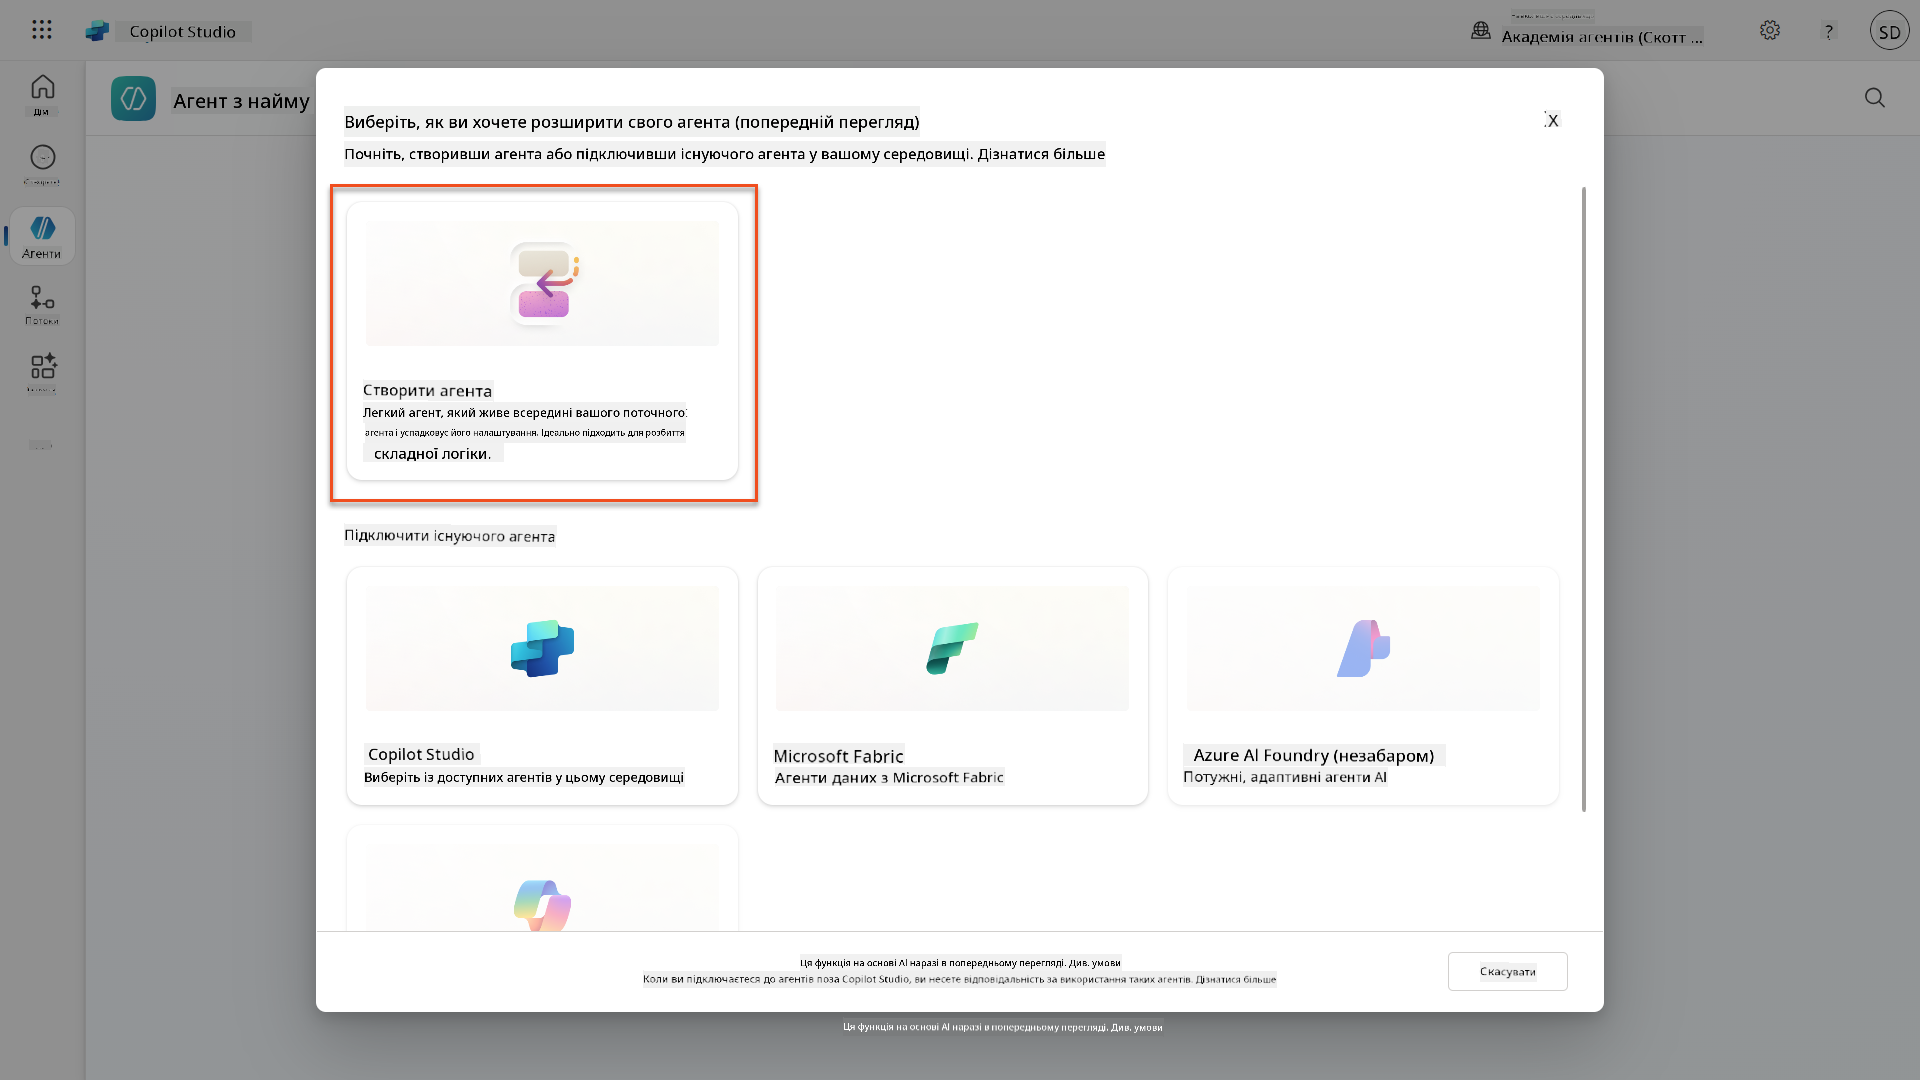 Copilot Studio
Академія агентів (Скотт ...
?
SD
Дім
Агент з найму
Агенти
Потоки
Виберіть, як ви хочете розширити свого агента (попередній перегляд)
X
Почніть, створивши агента або підключивши існуючого агента у вашому середовищі. Дізнатися більше
Створити агента
Легкий агент, який живе всередині вашого поточного
агента і успадковує його налаштування. Ідеально підходить для розбиття
складної логіки.
Підключити існуючого агента
Copilot Studio
Виберіть із доступних агентів у цьому середовищі
Microsoft Fabric
Агенти даних з Microsoft Fabric
Azure AI Foundry (незабаром)
Потужні, адаптивні агенти AI
Ця функція на основі AI наразі в попередньому перегляді. Див. умови
Коли ви підключаєтеся до агентів поза Copilot Studio, ви несете відповідальність за використання таких агентів. Дізнатися більше
Скасувати
Ця функція на основі AI наразі в попередньому перегляді. Див. умови